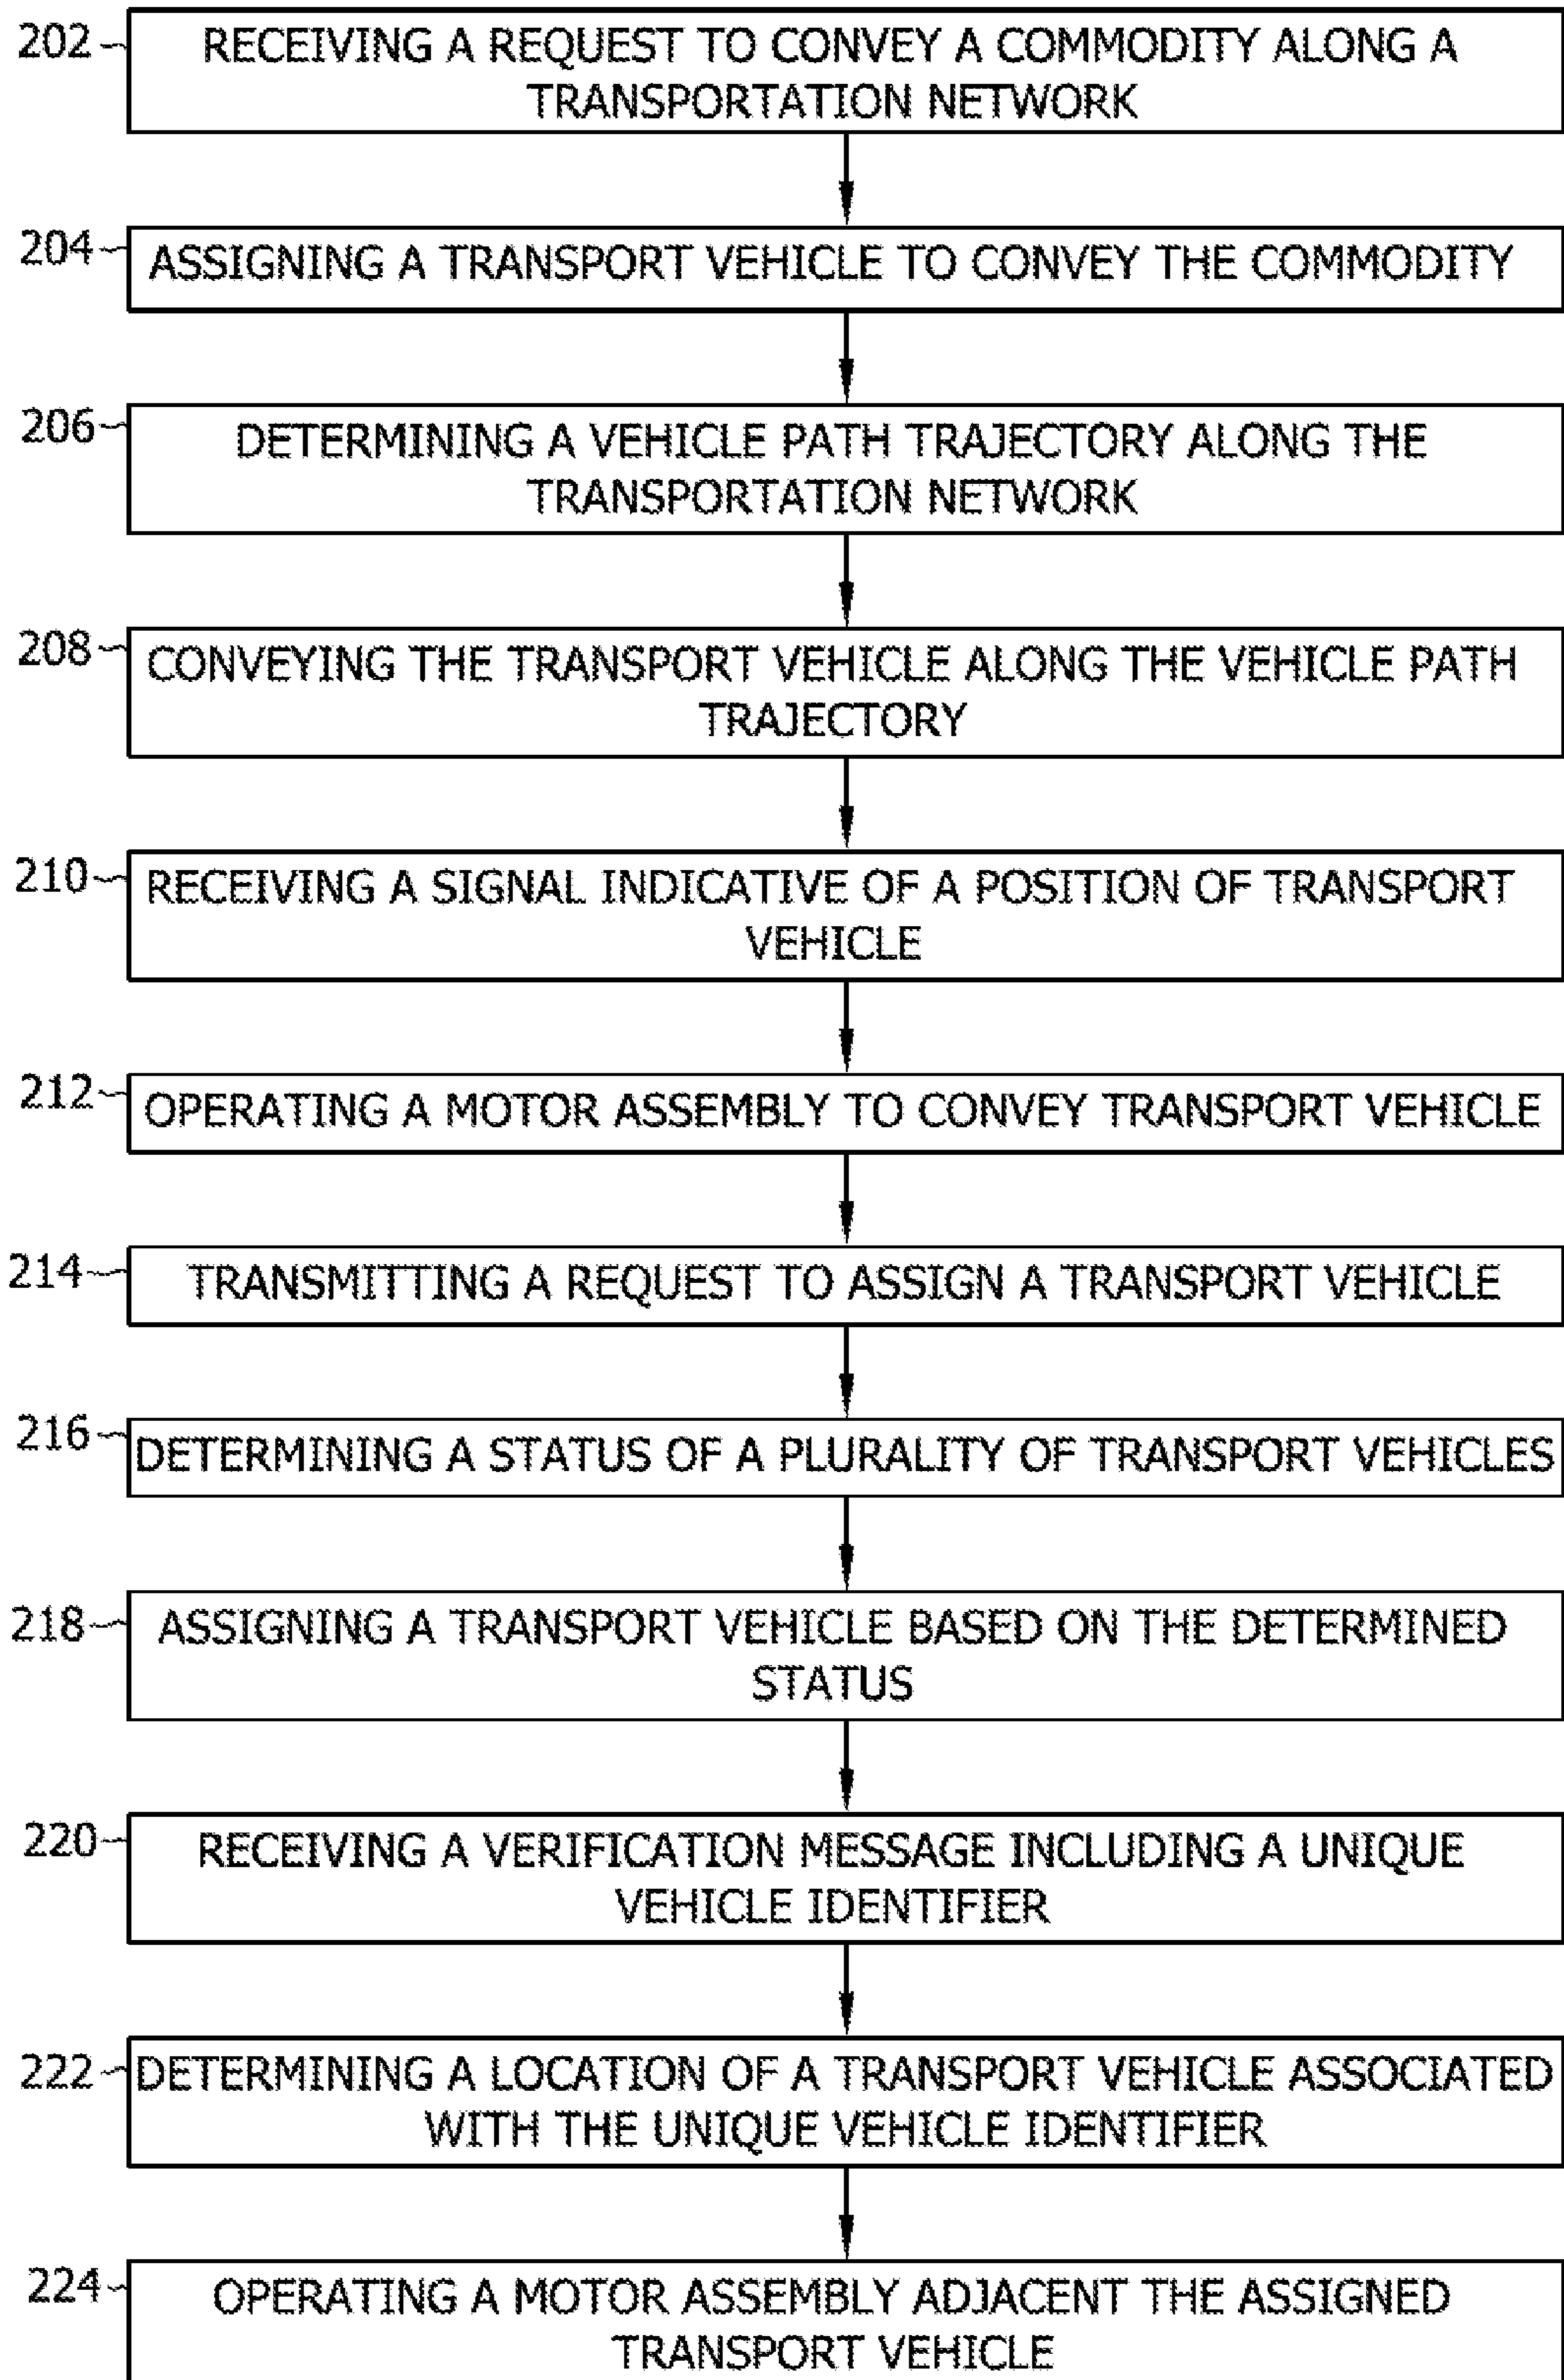 202
RECEIVING A REQUEST TO CONVEY A COMMODITY ALONG A
TRANSPORTATION NETWORK
204
ASSIGNING A TRANSPORT VEHICLE TO CONVEY THE COMMODITY
206
DETERMINING A VEHICLE PATH TRAJECTORY ALONG THE
TRANSPORTATION NETWORK
208
CONVEYING THE TRANSPORT VEHICLE ALONG THE VEHICLE PATH
TRAJECTORY
210
RECEIVING A SIGNAL INDICATIVE OF A POSITION OF TRANSPORT
VEHICLE
212
OPERATING A MOTOR ASSEMBLY TO CONVEY TRANSPORT VEHICLE
214
TRANSMITTING A REQUEST TO ASSIGN A TRANSPORT VEHICLE
216
DETERMINING A STATUS OF A PLURALITY OF TRANSPORT VEHICLES
218
ASSIGNING A TRANSPORT VEHICLE BASED ON THE DETERMINED
STATUS
220
RECEIVING A VERIFICATION MESSAGE INCLUDING A UNIQUE
VEHICLE IDENTIFIER
222
DETERMINING A LOCATION OF A TRANSPORT VEHICLE ASSOCIATED
WITH THE UNIQUE VEHICLE IDENTIFIER
224
OPERATING A MOTOR ASSEMBLY ADJACENT THE ASSIGNED
TRANSPORT VEHICLE